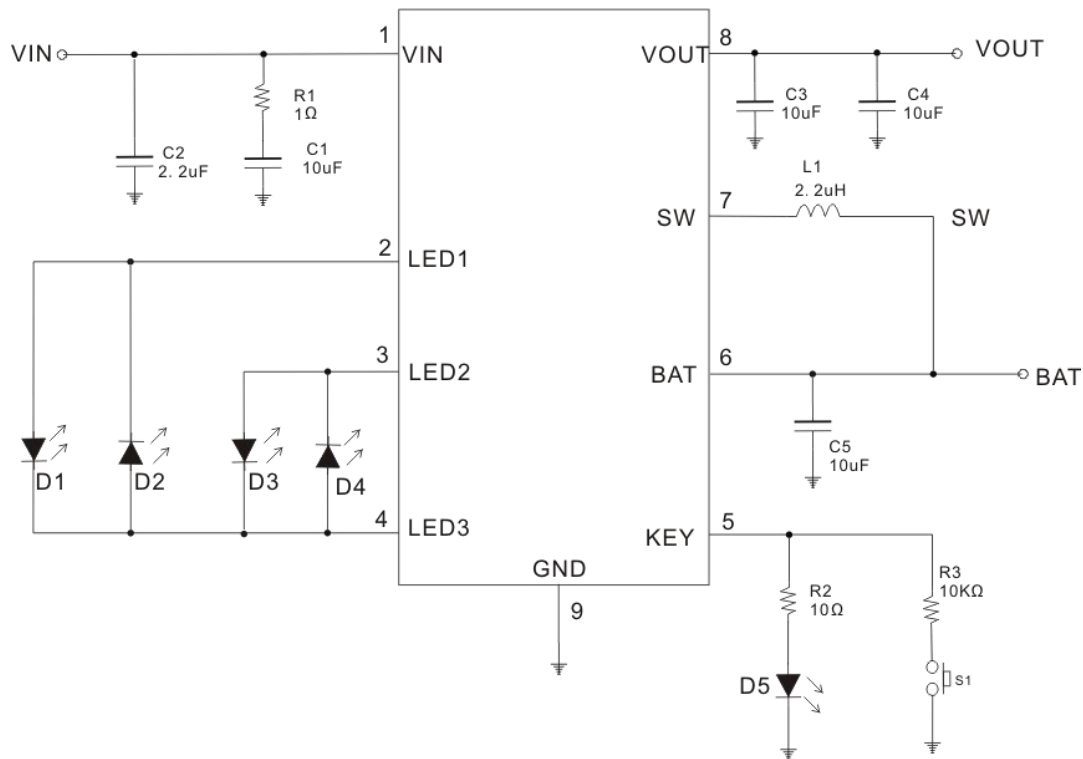 1
VIN
VIN
R1
1Ω
C2
2. 2uF
C1
10uF
2
LED1
3
LED2
D1
D2
D3
D4
4
LED3
GND
9
8
VOUT
VOUT
C3
10uF
C4
10uF
L1
2. 2uH
7
SW
SW
6
BAT
BAT
C5
10uF
5
KEY
R2
10Ω
R3
10KΩ
D5
S1